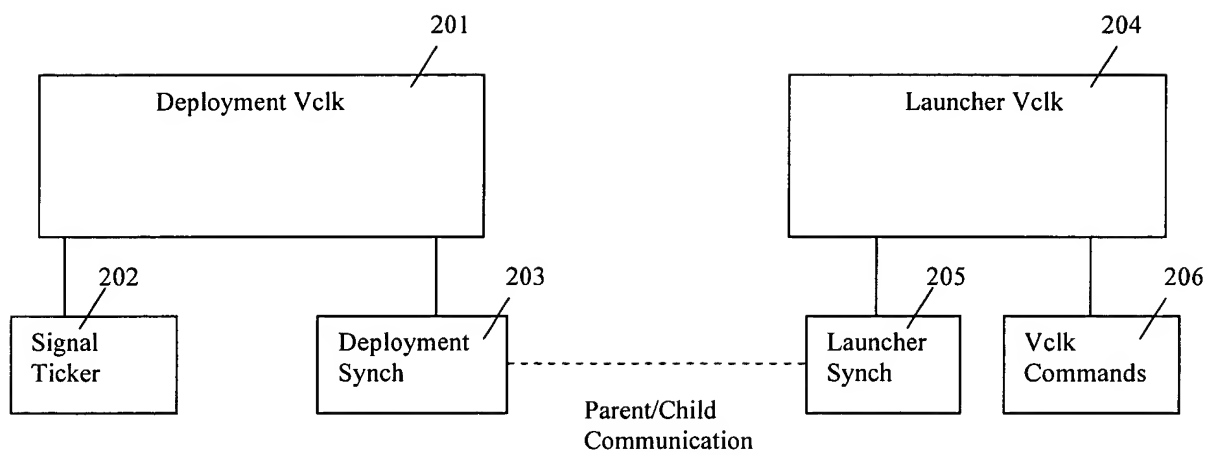 201
204
Deployment Vclk
Launcher Vclk
202
203
205
206
Signal
Ticker
Deployment
Synch
Launcher
Synch
Vclk
Commands
Parent/Child
Communication